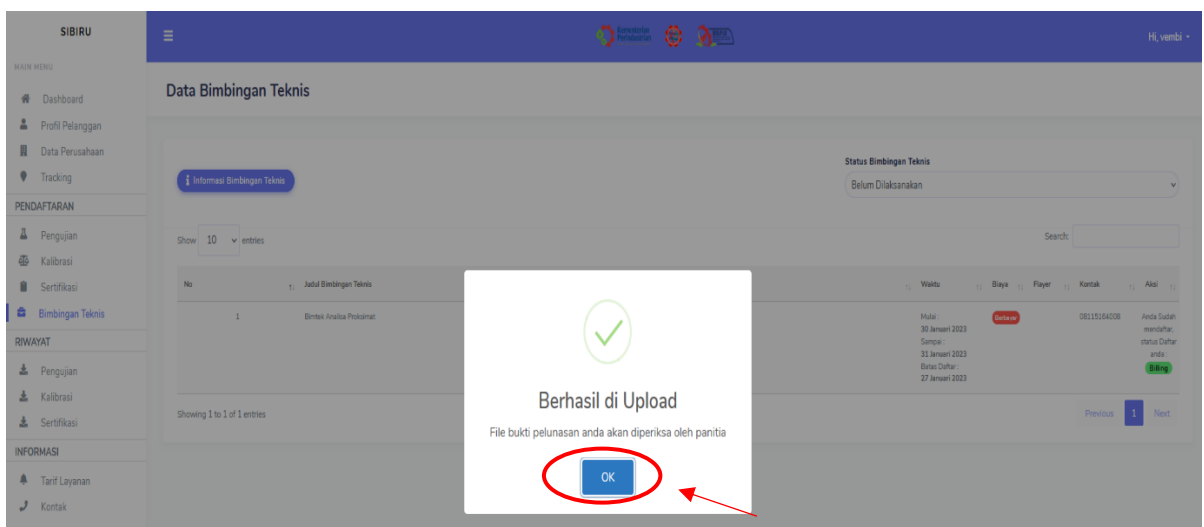 SIBIRU
Hi, vembi
MAIN MENU
Dashboard
Profil Pelanggan
Data Perusahaan
Tracking
PENDAFTARAN
Pengujian
Kalibrasi
Sertifikasi
Bimbingan Teknis
RIWAYAT
Pengujian
Kalibrasi
Sertifikasi
INFORMASI
Tarif Layanan
Kontak
Kementerian
Perindustrian
Data Bimbingan Teknis
Informasi Bimbingan Teknis
Status Bimbingan Teknis
Belum Dilaksanakan
Show 10 entries
Search:
No Judul Bimbingan Teknis Waktu Biaya Flayer Kontak Aksi
1 Bimtek Analisa Proksimat
Mulai :
30 Januari 2023
Sampai :
31 Januari 2023
Batas Daftar :
27 Januari 2023
Berbayar
08115164008
Anda Sudah
mendaftar,
status Daftar
anda :
Billing
Showing 1 to 1 of 1 entries
Previous 1 Next
Berhasil di Upload
File bukti pelunasan anda akan diperiksa oleh panitia
OK